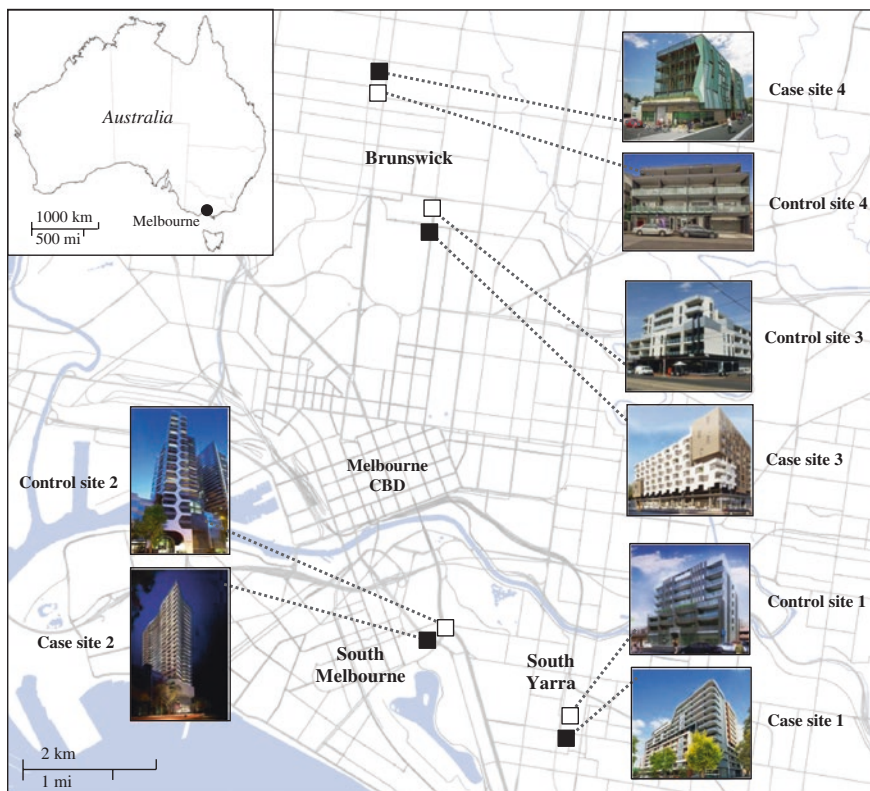 Australia
1000 km
500 mi
Melbourne
Case site 4
Brunswick
Control site 4
Control site 3
Case site 3
Melbourne
CBD
Control site 2
Control site 1
Case site 2
South
Melbourne
South
Yarra
Case site 1
2 km
1 mi